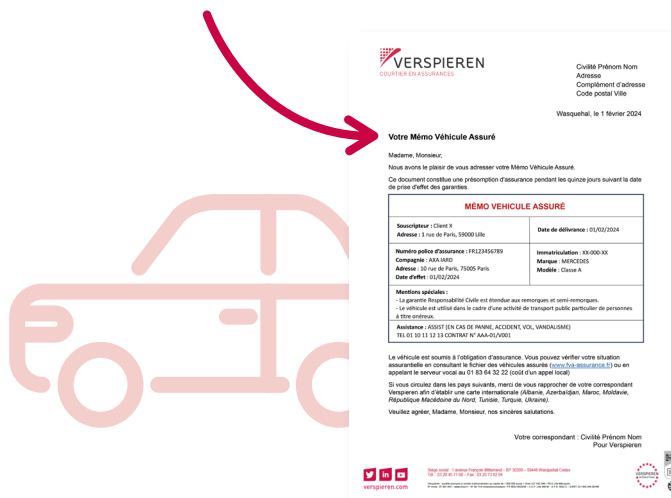 VERSPIEREN
COURTIER EN ASSURANCES
Civilité Prénom Nom
Adresse
Complément d'adresse
Code postal Ville
Wasquehal, le 1 février 2024
Votre Mémo Véhicule Assuré
Madame, Monsieur,
Nous avons le plaisir de vous adresser votre Mémo Véhicule Assuré.
Ce document constitue une présomption d'assurance pendant les quinze jours suivant la date
de prise d'effet des garanties.
MÉMO VEHICULE ASSURÉ
Souscripteur : Client X
Adresse : 1 rue de Paris, 59000 Lille
Date de délivrance : 01/02/2024
Numéro police d'assurance : FR123456789
Compagnie : AXA IARD
Adresse : 10 rue de Paris, 75005 Paris
Date d'effet : 01/02/2024
Immatriculation : XX-000-XX
Marque : MERCEDES
Modèle : Classe A
Mentions spéciales :
- La garantie Responsabilité Civile est étendue aux remorques et semi-remorques.
- Le véhicule est utilisé dans le cadre d'une activité de transport public particulier de personnes
à titre onéreux.
Assistance : ASSIST (EN CAS DE PANNE, ACCIDENT, VOL, VANDALISME)
TEL 01 10 11 12 13 CONTRAT N° AAA-01/V001
Le véhicule est soumis à l'obligation d'assurance. Vous pouvez vérifier votre situation
assurantielle en consultant le fichier des véhicules assurés (www.fva-assurance.fr) ou en
appelant le serveur vocal au 01 83 64 32 22 (coût d'un appel local)
Si vous circulez dans les pays suivants, merci de vous rapprocher de votre correspondant
Verspieren afin d'établir une carte internationale (Albanie, Azerbaïdjan, Maroc, Moldavie,
République Macédoine du Nord, Tunisie, Turquie, Ukraine).
Veuillez agréer, Madame, Monsieur, nos sincères salutations.
Votre correspondant : Civilité Prénom Nom
Pour Verspieren
verspieren.com
Siège social : 1 avenue François Mitterrand - BP 30200 - 59446 Wasquehal Cedex
VERSPIEREN